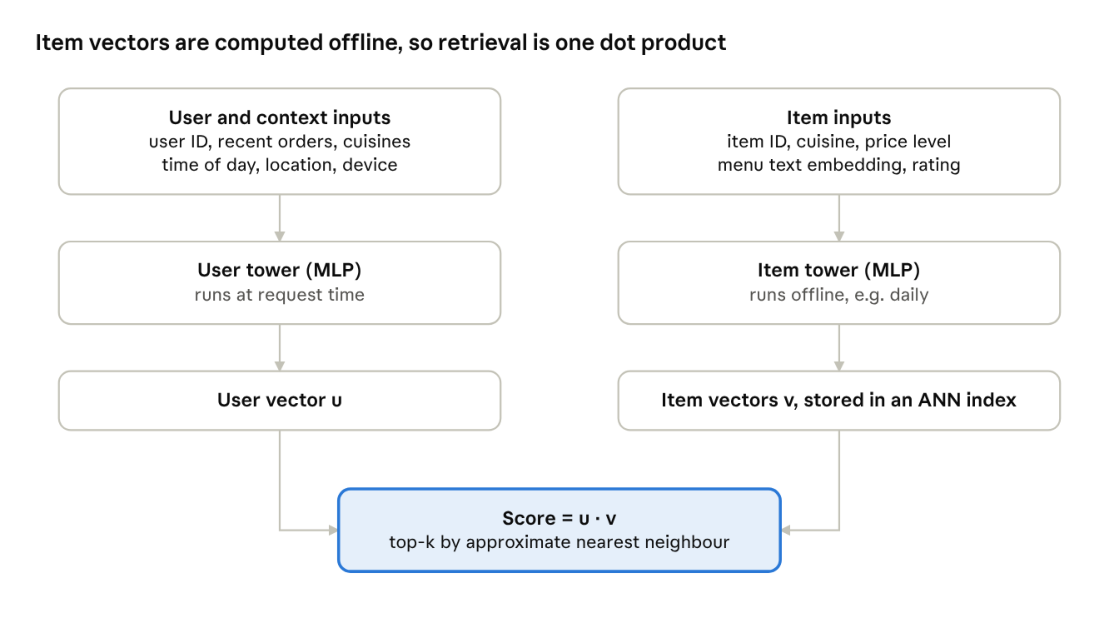 Item vectors are computed offline, so retrieval is one dot product
User and context inputs
user ID, recent orders, cuisines
time of day, location, device
Item inputs
item ID, cuisine, price level
menu text embedding, rating
User tower (MLP)
runs at request time
Item tower (MLP)
runs offline, e.g. daily
User vector u
Item vectors v, stored in an ANN index
Score = u · v
top-k by approximate nearest neighbour